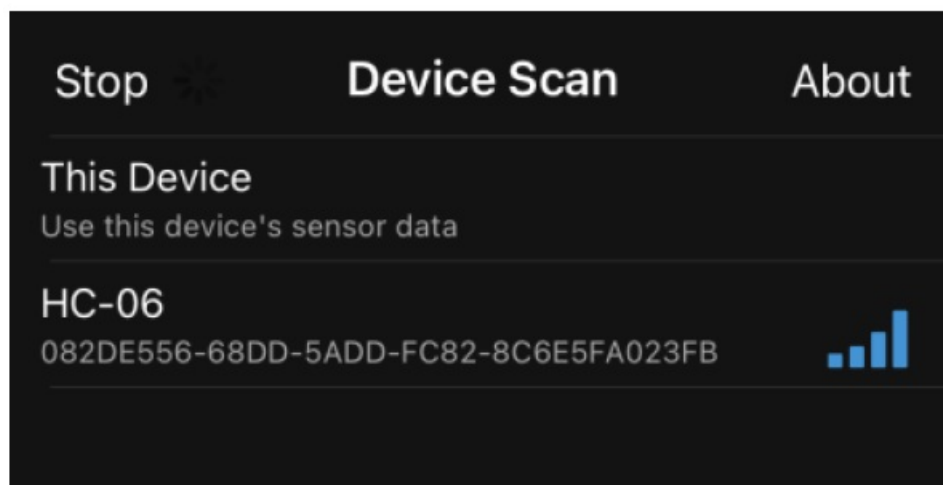 Stop Device Scan About
This Device
Use this device's sensor data
HC-06
082DE556-68DD-5ADD-FC82-8C6E5FA023FB